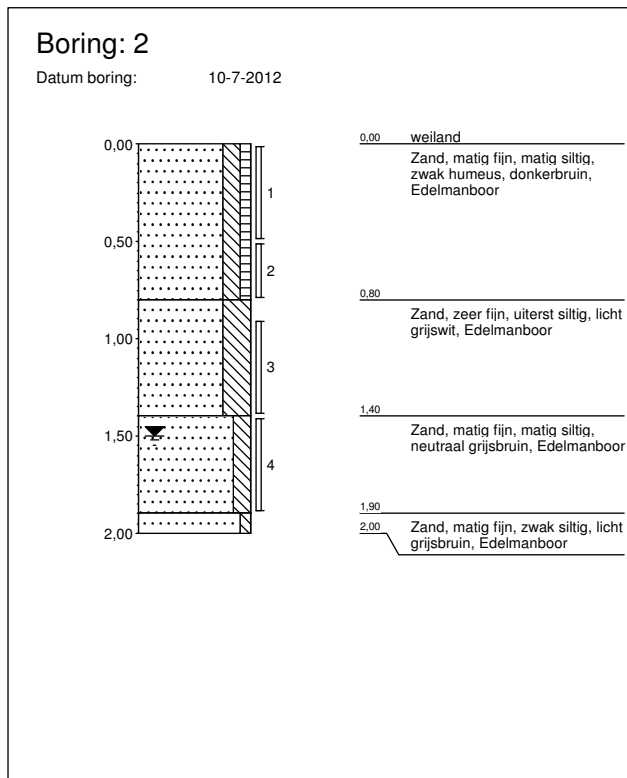 Boring: 2
Datum boring: 10-7-2012
0,00
0,50
1,00
1,50
2,00
1
2
3
4
0,00 weiland
Zand, matig fijn, matig siltig,
zwak humeus, donkerbruin,
Edelmanboor
0,80
Zand, zeer fijn, uiterst siltig, licht
grijswit, Edelmanboor
1,40
Zand, matig fijn, matig siltig,
neutraal grijsbruin, Edelmanboor
1,90
2,00
Zand, matig fijn, zwak siltig, licht
grijsbruin, Edelmanboor